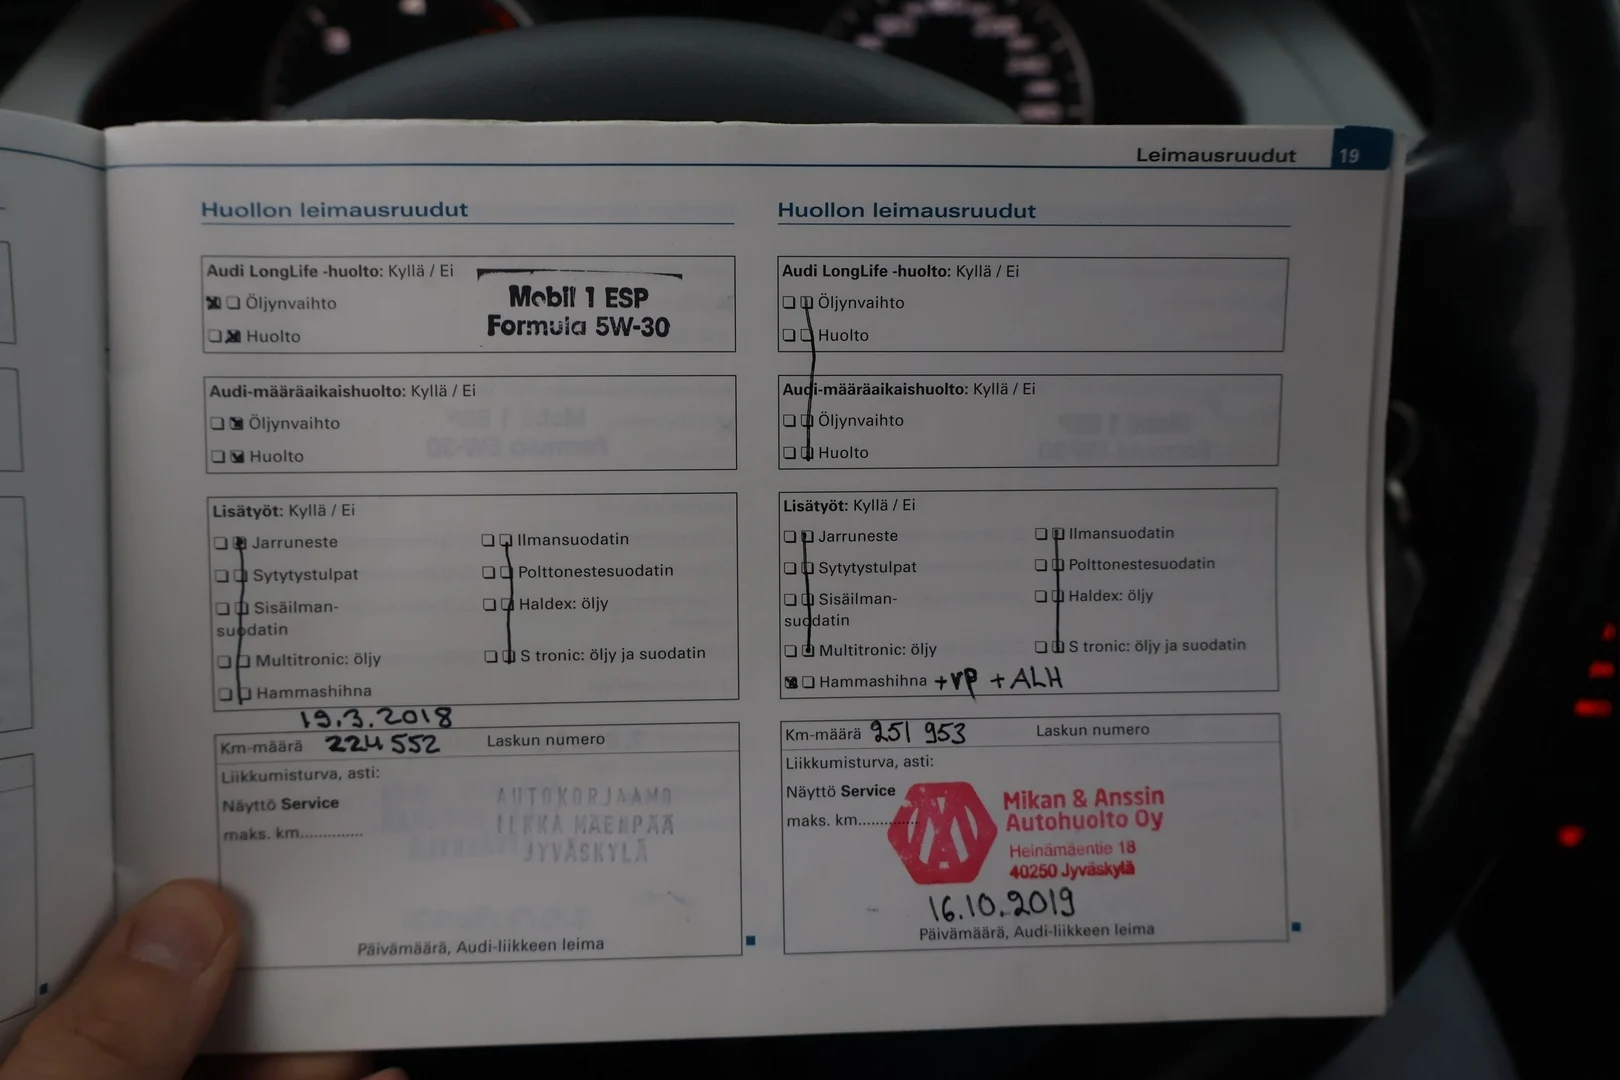 Leimausruudut 19
Huollon leimausruudut
Audi LongLife -huolto: Kyllä / Ei
Öljynvaihto
Huolto
Mobil 1 ESP
Formula 5W-30
Audi-määräaikaishuolto: Kyllä / Ei
Öljynvaihto
Huolto
Lisätyöt: Kyllä / Ei
Jarruneste
Sytytystulpat
Sisäilman-
suodatin
Multitronic: öljy
Hammashihna
Ilmansuodatin
Polttonestesuodatin
Haldex: öljy
S tronic: öljy ja suodatin
19.3.2018
Km-määrä 224 552 Laskun numero
Liikkumisturva, asti:
Näyttö Service
maks. km.............
AUTOKORJAAMO
ILKKA MÄENPÄÄ
JYVÄSKYLÄ
Päivämäärä, Audi-liikkeen leima
Huollon leimausruudut
Audi LongLife -huolto: Kyllä / Ei
Öljynvaihto
Huolto
Audi-määräaikaishuolto: Kyllä / Ei
Öljynvaihto
Huolto
Lisätyöt: Kyllä / Ei
Jarruneste
Sytytystulpat
Sisäilman-
suodatin
Multitronic: öljy
Hammashihna +VP + ALH
Ilmansuodatin
Polttonestesuodatin
Haldex: öljy
S tronic: öljy ja suodatin
Km-määrä 251 953 Laskun numero
Liikkumisturva, asti:
Näyttö Service
maks. km.............
Mikan & Anssin
Autohuolto Oy
Heinämäentie 18
40250 Jyväskylä
16.10.2019
Päivämäärä, Audi-liikkeen leima